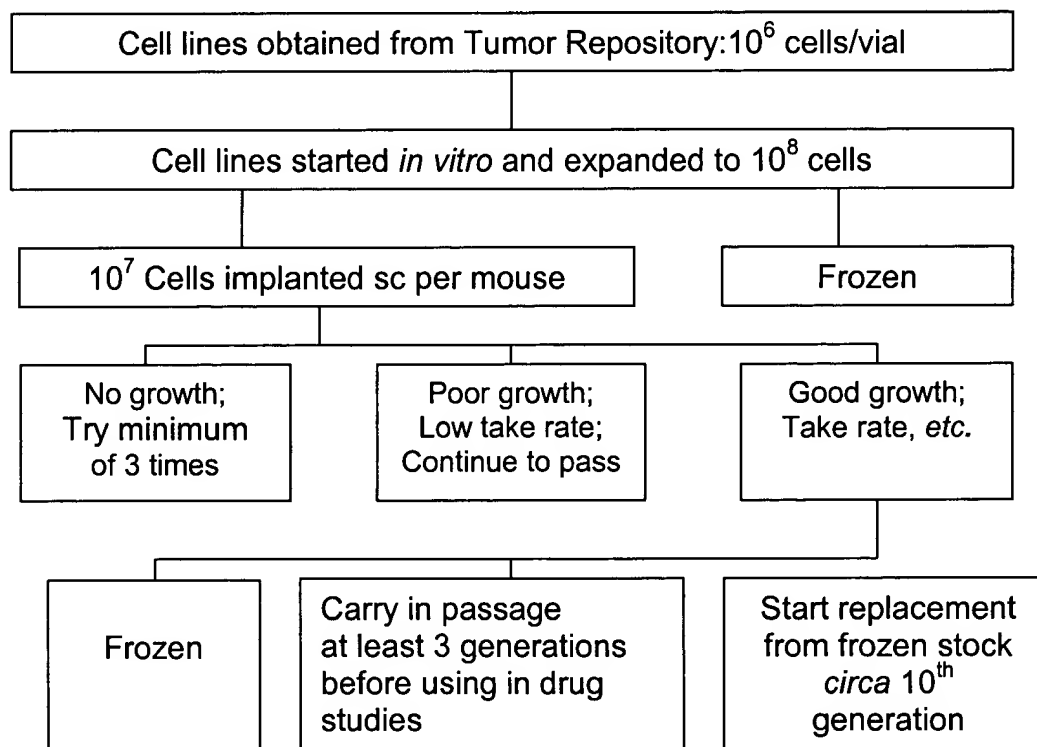 Cell lines obtained from Tumor Repository:10⁶ cells/vial
Cell lines started in vitro and expanded to 10⁸ cells
10⁷ Cells implanted sc per mouse
Frozen
No growth;
Try minimum
of 3 times
Poor growth;
Low take rate;
Continue to pass
Good growth;
Take rate, etc.
Frozen
Carry in passage
at least 3 generations
before using in drug
studies
Start replacement
from frozen stock
circa 10ᵗʰ
generation